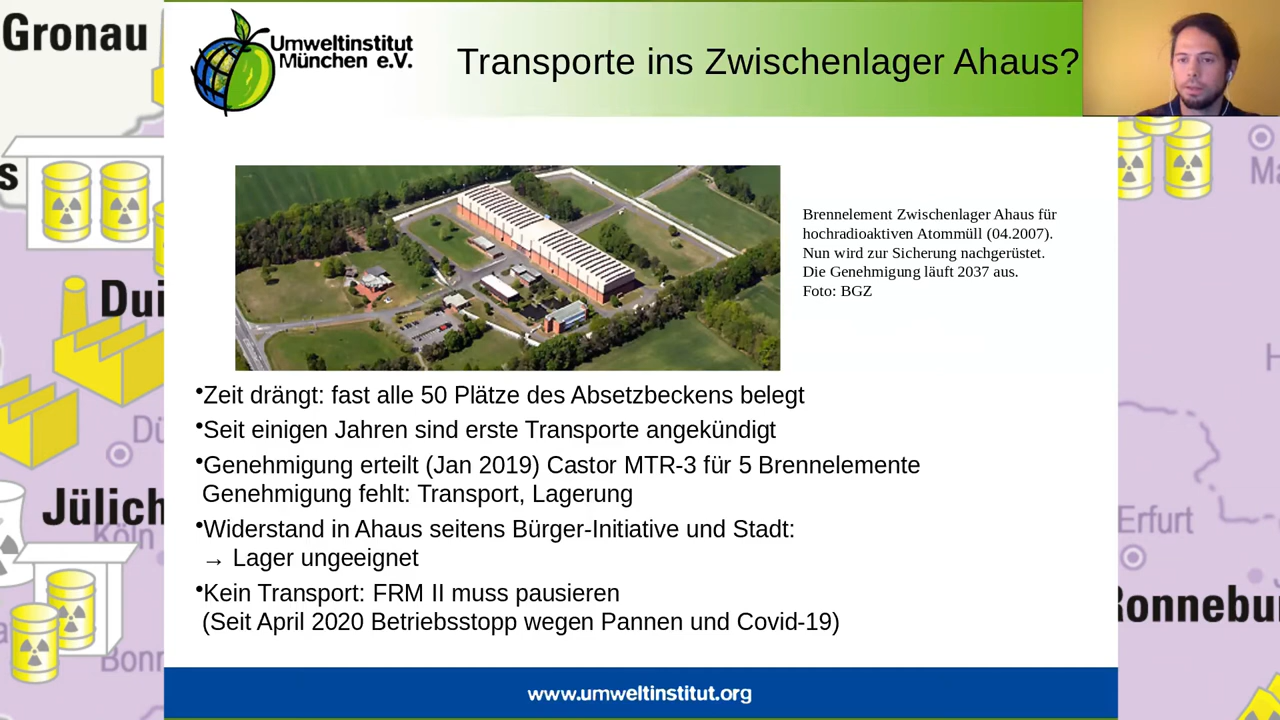 Gronau
Umweltinstitut
München e.V.
Transporte ins Zwischenlager Ahaus?
s
Ma
Brennelement Zwischenlager Ahaus für
hochradioaktiven Atommüll (04.2007).
Nun wird zur Sicherung nachgerüstet.
Die Genehmigung läuft 2037 aus.
Foto: BGZ
Dui
H
•Zeit drängt: fast alle 50 Plätze des Absetzbeckens belegt
Dü
•Seit einigen Jahren sind erste Transporte angekündigt
•Genehmigung erteilt (Jan 2019) Castor MTR-3 für 5 Brennelemente
Genehmigung fehlt: Transport, Lagerung
Jülich
Köln
Erfurt
•Widerstand in Ahaus seitens Bürger-Initiative und Stadt:
→ Lager ungeeignet
•Kein Transport: FRM II muss pausieren
(Seit April 2020 Betriebsstopp wegen Pannen und Covid-19)
Ronnebu
Bonn
www.umweltinstitut.org